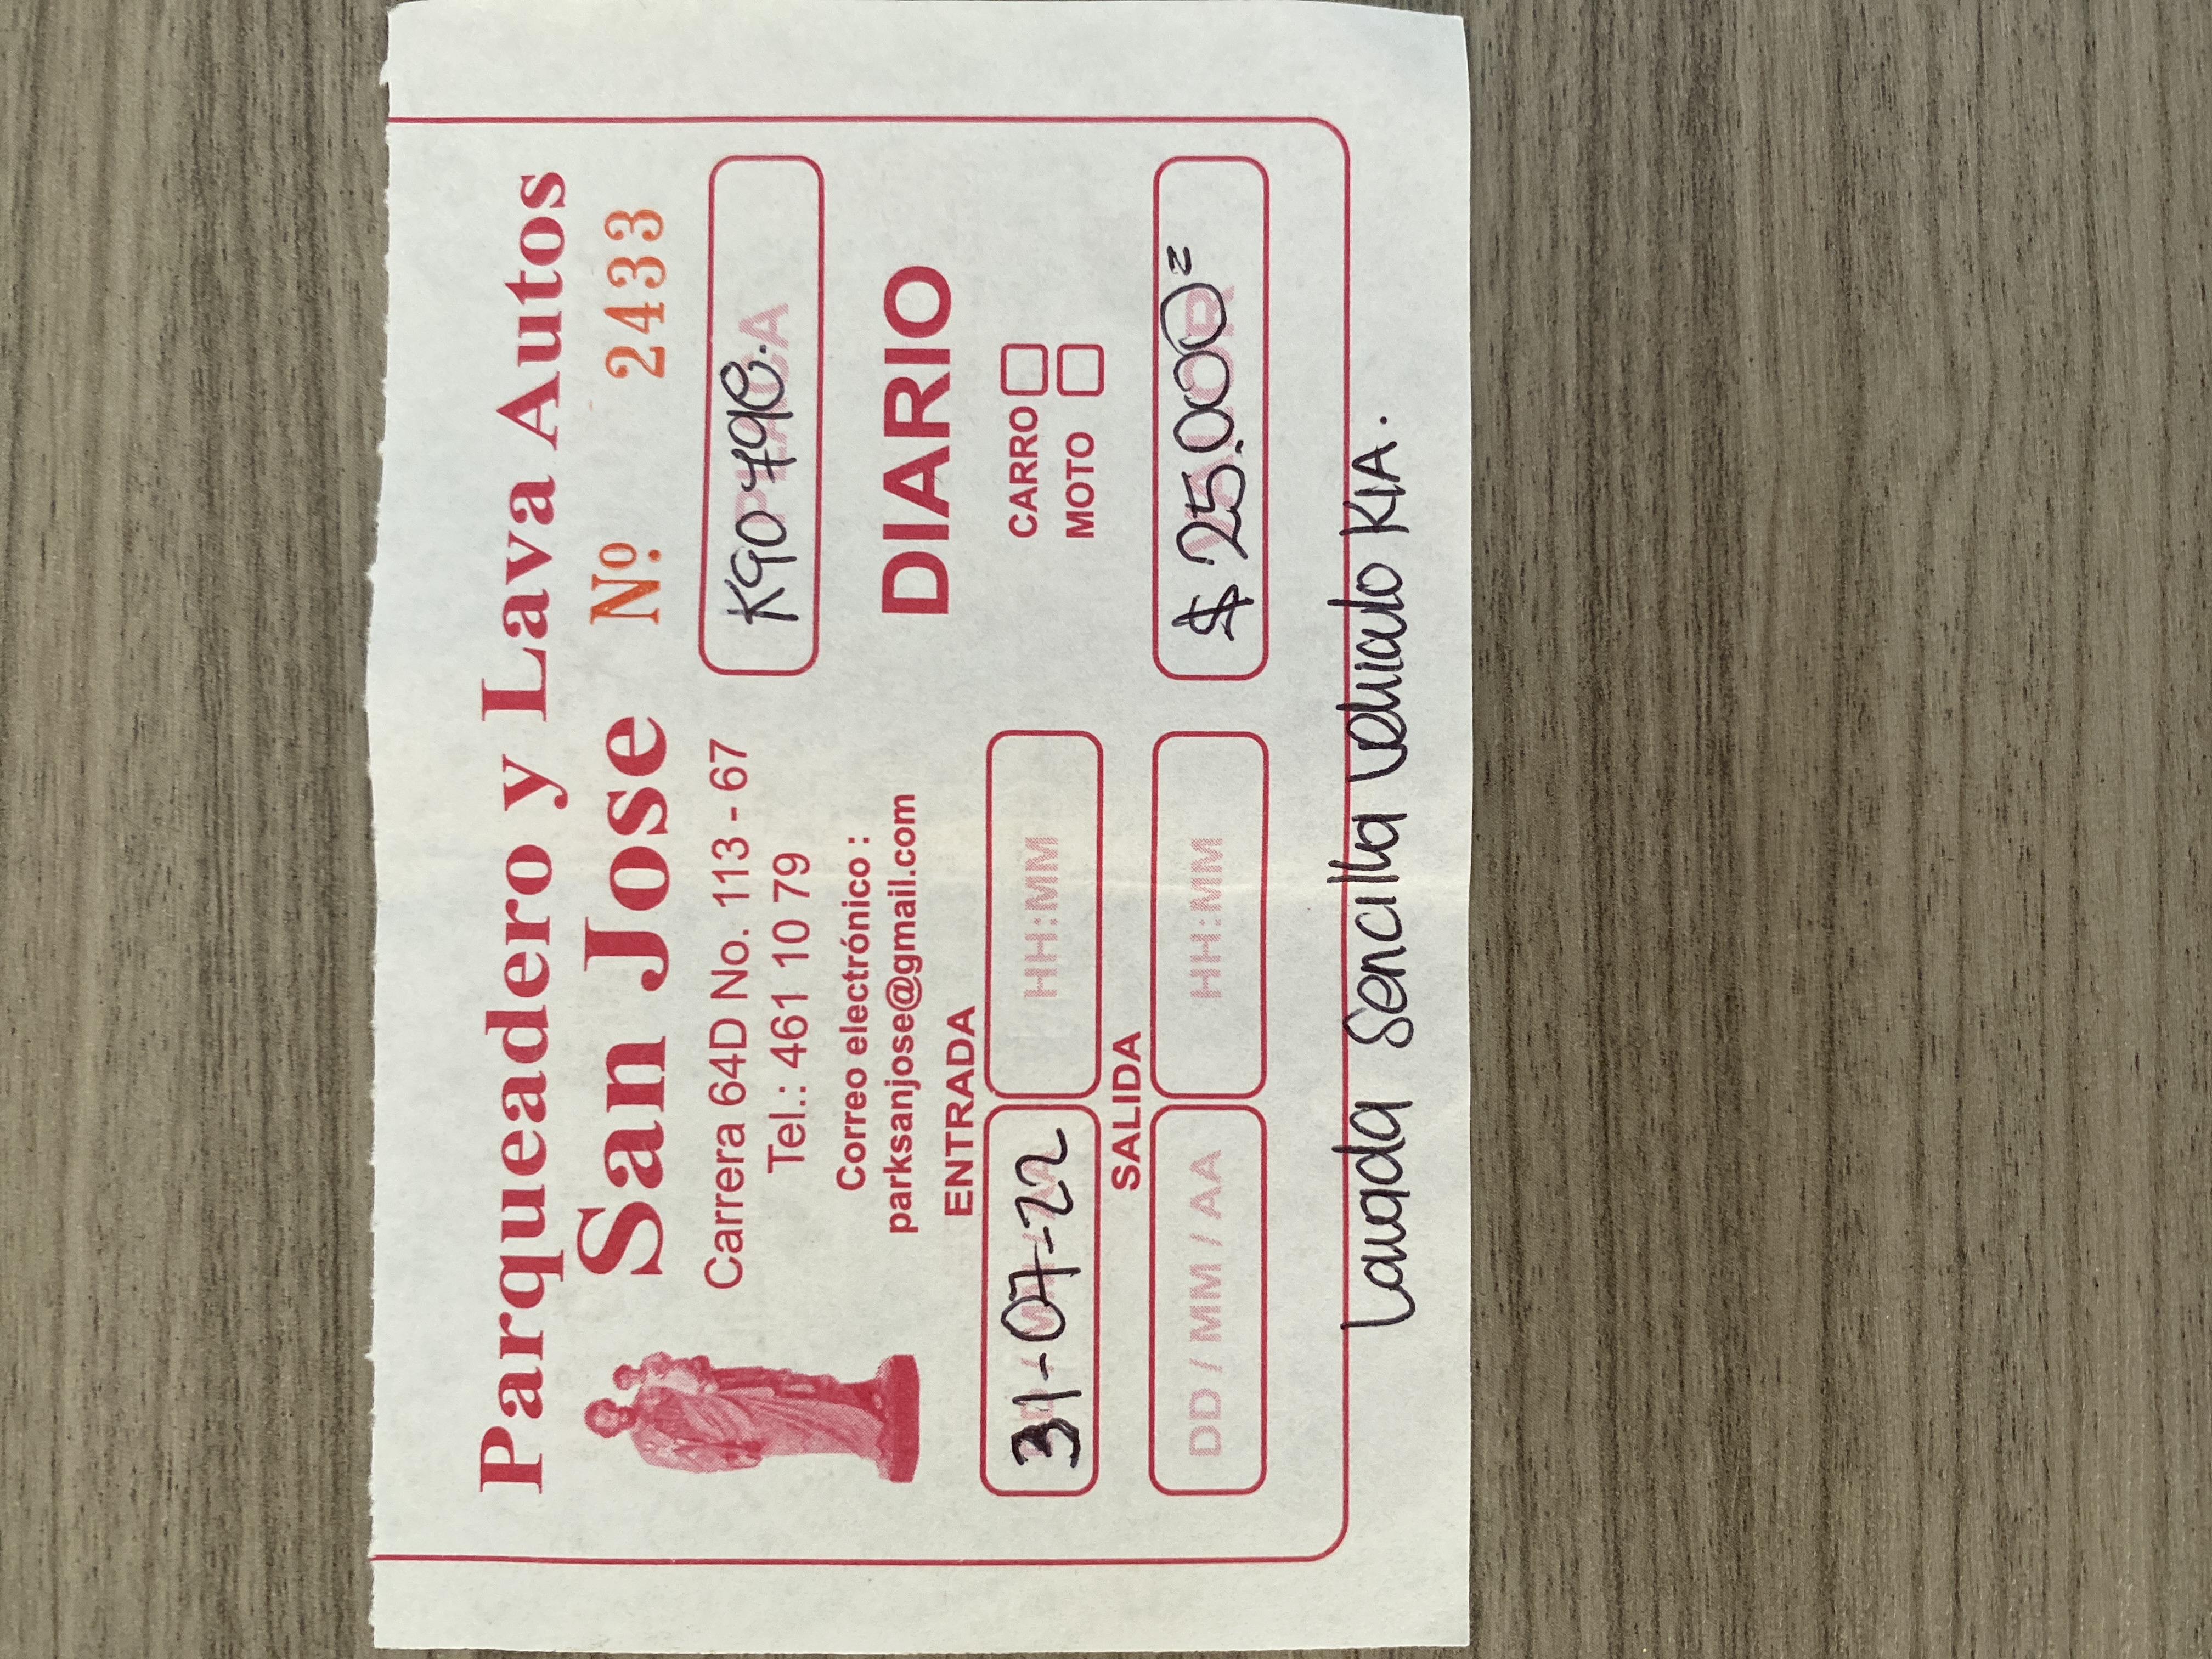 Parqueadero y Lava Autos
San Jose Nº. 2433
Carrera 64D No. 113 - 67
Tel.: 461 10 79
Correo electrónico :
parksanjose@gmail.com
PLACA
DIARIO
ENTRADA
31-07-22
HH:MM
CARRO
MOTO
SALIDA
DD / MM / AA
HH:MM
$ 25.000=
Lavada Sencilla vehiculo KIA.